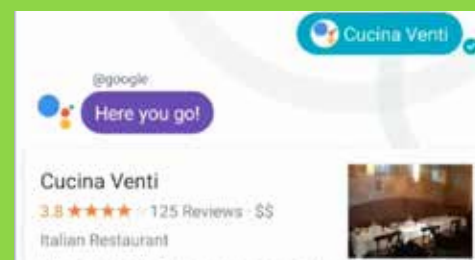 Cucina Venti
@google
Here you go!
Cucina Venti
3.8 ★★★★ 125 Reviews · $$
Italian Restaurant